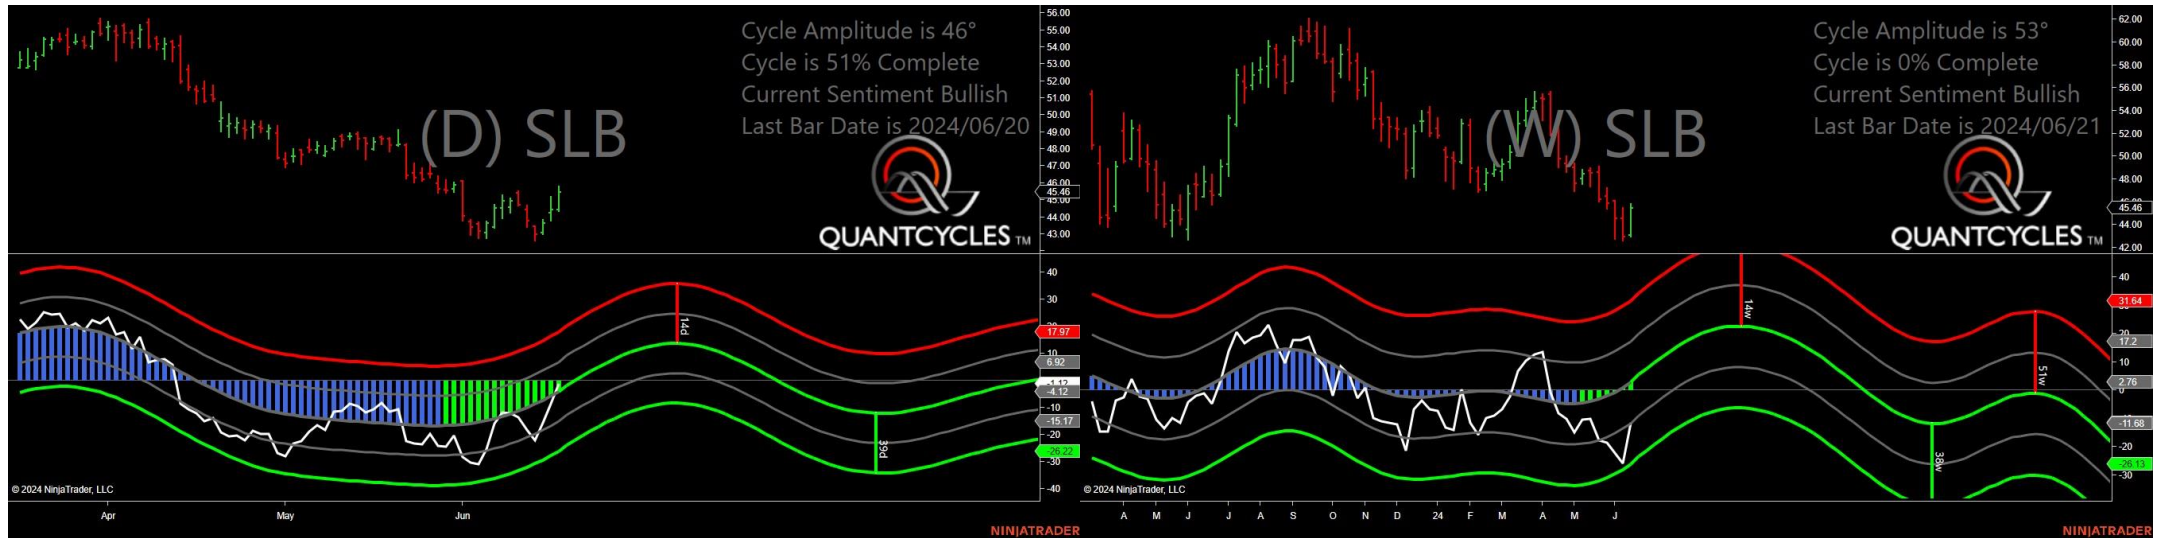 Cycle Amplitude is 46°
Cycle is 51% Complete
Current Sentiment Bullish
Last Bar Date is 2024/06/20
(D) SLB
QUANTCYCLES TM
56.00
55.00
54.00
53.00
52.00
51.00
50.00
49.00
48.00
47.00
46.00
45.46
45.00
44.00
43.00
40
30
17.97
10
6.92
-4.12
-10
-15.17
-20
-26.22
-30
-40
14d
39d
© 2024 NinjaTrader, LLC
Apr May Jun
NINJATRADER
Cycle Amplitude is 53°
Cycle is 0% Complete
Current Sentiment Bullish
Last Bar Date is 2024/06/21
(W) SLB
QUANTCYCLES TM
62.00
60.00
58.00
56.00
54.00
52.00
50.00
48.00
45.46
44.00
42.00
40
31.64
20
17.2
10
2.76
0
-11.68
-20
-26.13
-30
14w
38w
51w
© 2024 NinjaTrader, LLC
A M J J A S O N D 24 F M A M J
NINJATRADER